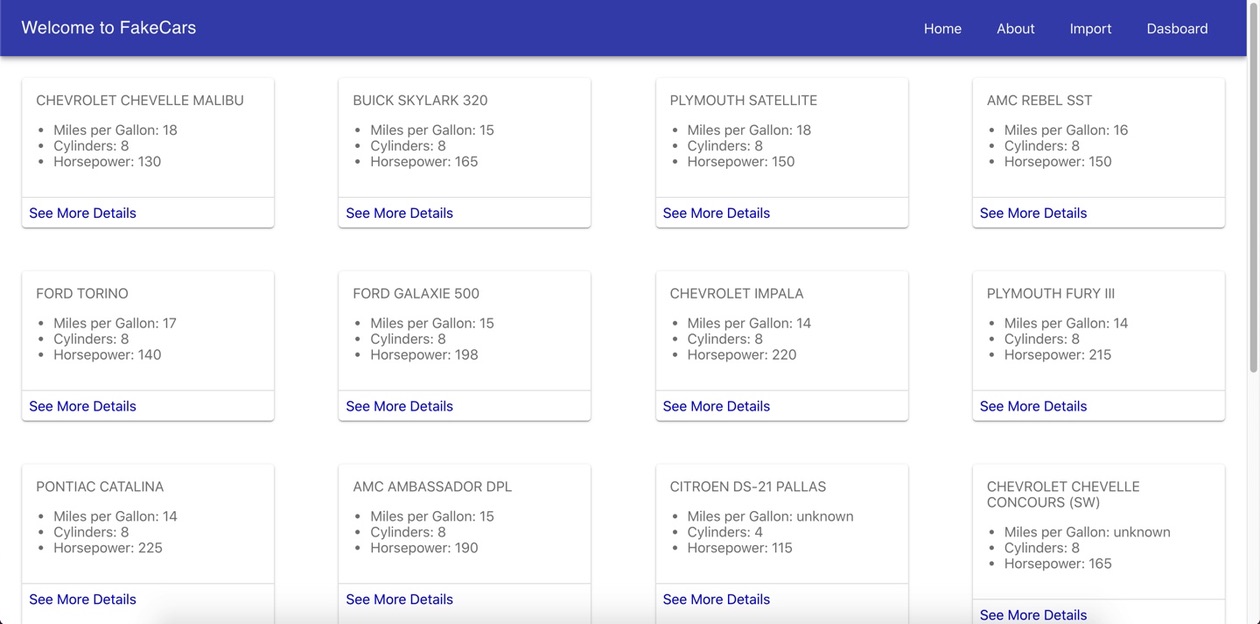 Welcome to FakeCars
Home
About
Import
Dasboard
CHEVROLET CHEVELLE MALIBU
Miles per Gallon: 18
Cylinders: 8
Horsepower: 130
See More Details
BUICK SKYLARK 320
Miles per Gallon: 15
Cylinders: 8
Horsepower: 165
See More Details
PLYMOUTH SATELLITE
Miles per Gallon: 18
Cylinders: 8
Horsepower: 150
See More Details
AMC REBEL SST
Miles per Gallon: 16
Cylinders: 8
Horsepower: 150
See More Details
FORD TORINO
Miles per Gallon: 17
Cylinders: 8
Horsepower: 140
See More Details
FORD GALAXIE 500
Miles per Gallon: 15
Cylinders: 8
Horsepower: 198
See More Details
CHEVROLET IMPALA
Miles per Gallon: 14
Cylinders: 8
Horsepower: 220
See More Details
PLYMOUTH FURY III
Miles per Gallon: 14
Cylinders: 8
Horsepower: 215
See More Details
PONTIAC CATALINA
Miles per Gallon: 14
Cylinders: 8
Horsepower: 225
See More Details
AMC AMBASSADOR DPL
Miles per Gallon: 15
Cylinders: 8
Horsepower: 190
See More Details
CITROEN DS-21 PALLAS
Miles per Gallon: unknown
Cylinders: 4
Horsepower: 115
See More Details
CHEVROLET CHEVELLE
CONCOURS (SW)
Miles per Gallon: unknown
Cylinders: 8
Horsepower: 165
See More Details